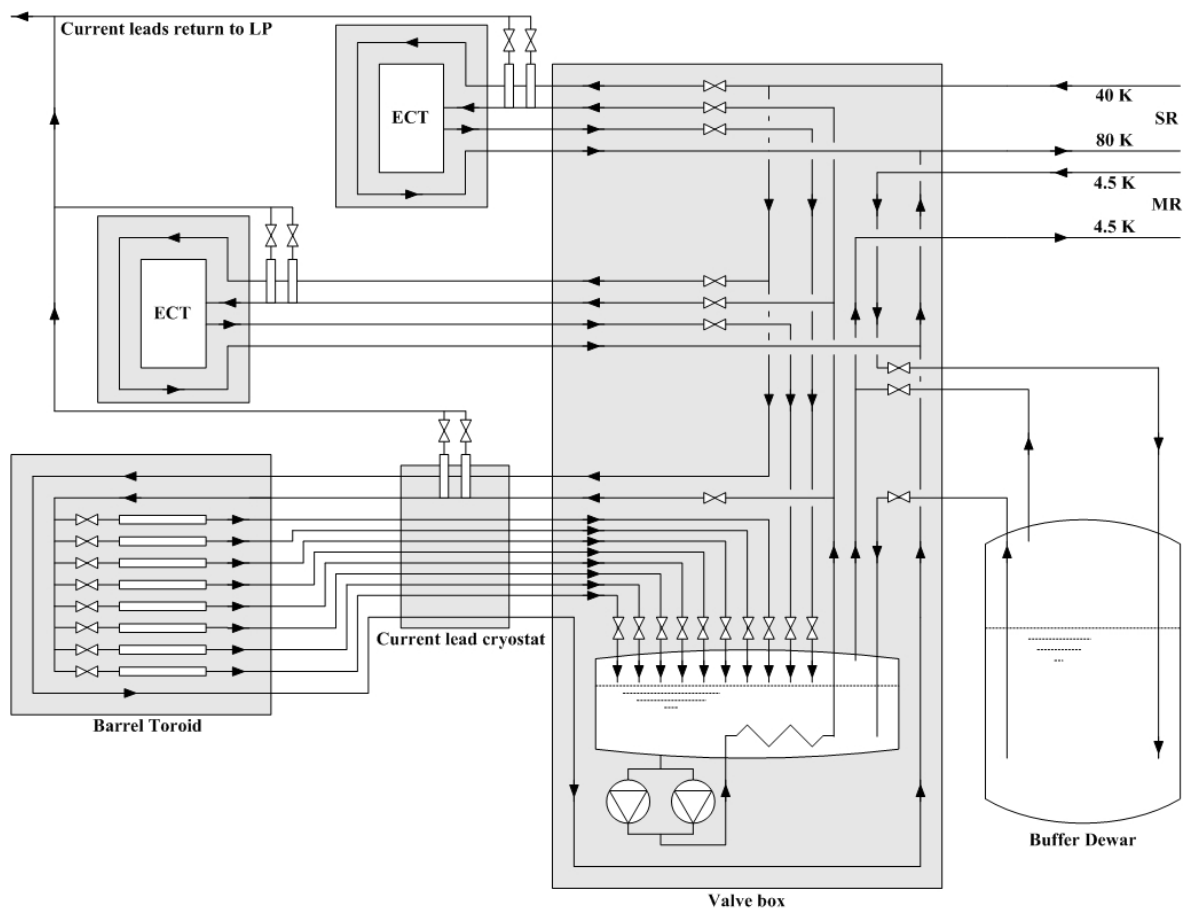 Current leads return to LP
ECT
40 K
SR
80 K
4.5 K
MR
4.5 K
ECT
Current lead cryostat
Barrel Toroid
Buffer Dewar
Valve box